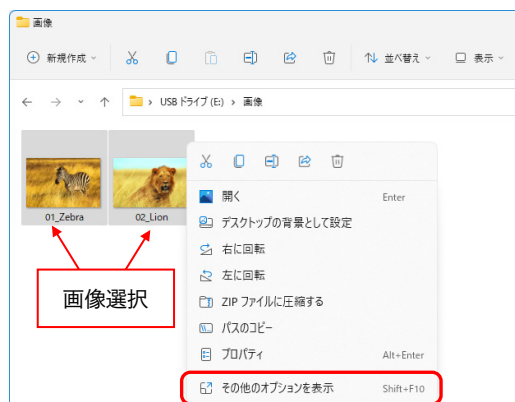 画像
新規作成
並べ替え
表示
USB ドライブ (E:) > 画像
01_Zebra
02_Lion
画像選択
開く Enter
デスクトップの背景として設定
右に回転
左に回転
ZIP ファイルに圧縮する
パスのコピー
プロパティ Alt+Enter
その他のオプションを表示 Shift+F10